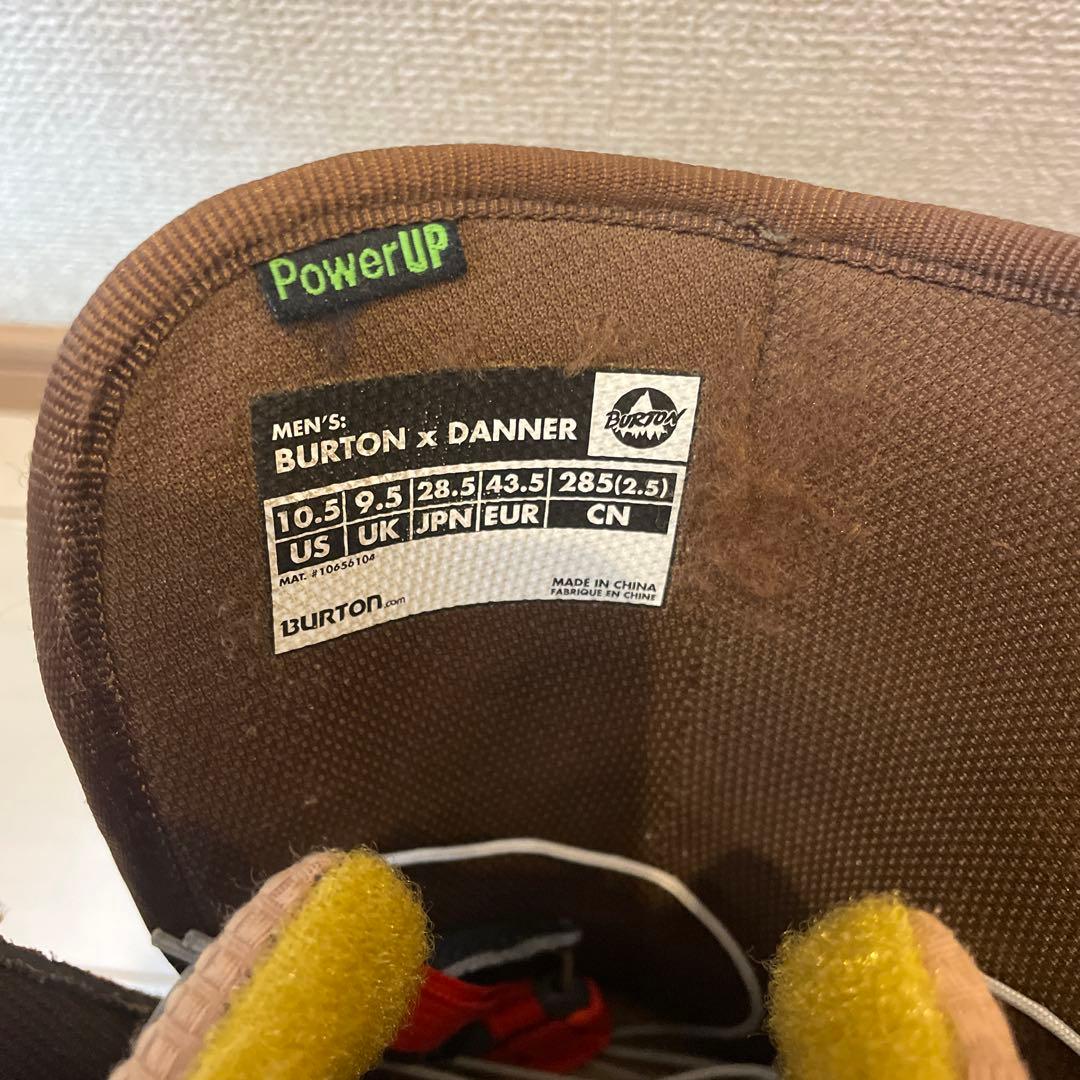 PowerUP
MEN'S:
BURTON x DANNER
BURTON
10.5 9.5 28.5 43.5 285(2.5)
US UK JPN EUR CN
MAT. #10656104
MADE IN CHINA
FABRIQUE EN CHINE
BURTON.com